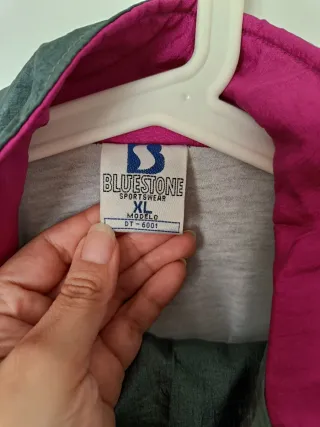 BLUESTONE
SPORTSWEAR
XL
MODELO
DT-6001